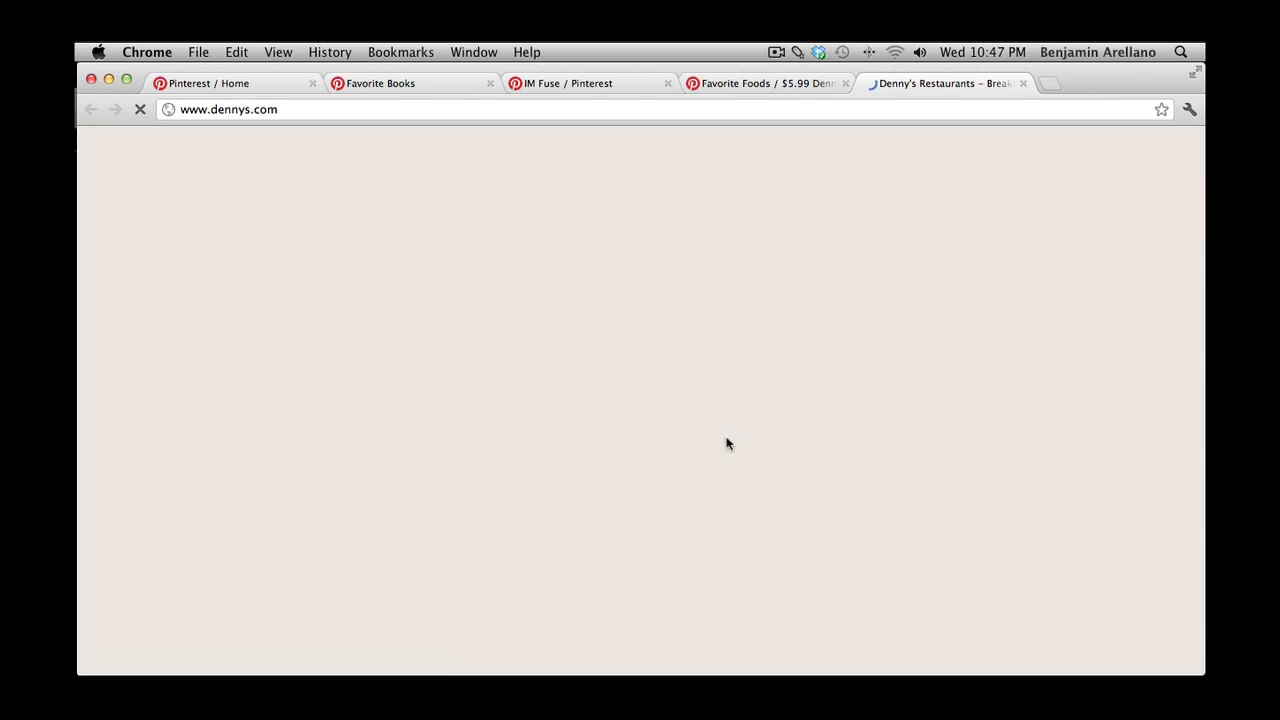 Chrome File Edit View History Bookmarks Window Help Wed 10:47 PM Benjamin Arellano
Pinterest / Home Favorite Books IM Fuse / Pinterest Favorite Foods / $5.99 Denn Denny's Restaurants – Break
www.dennys.com